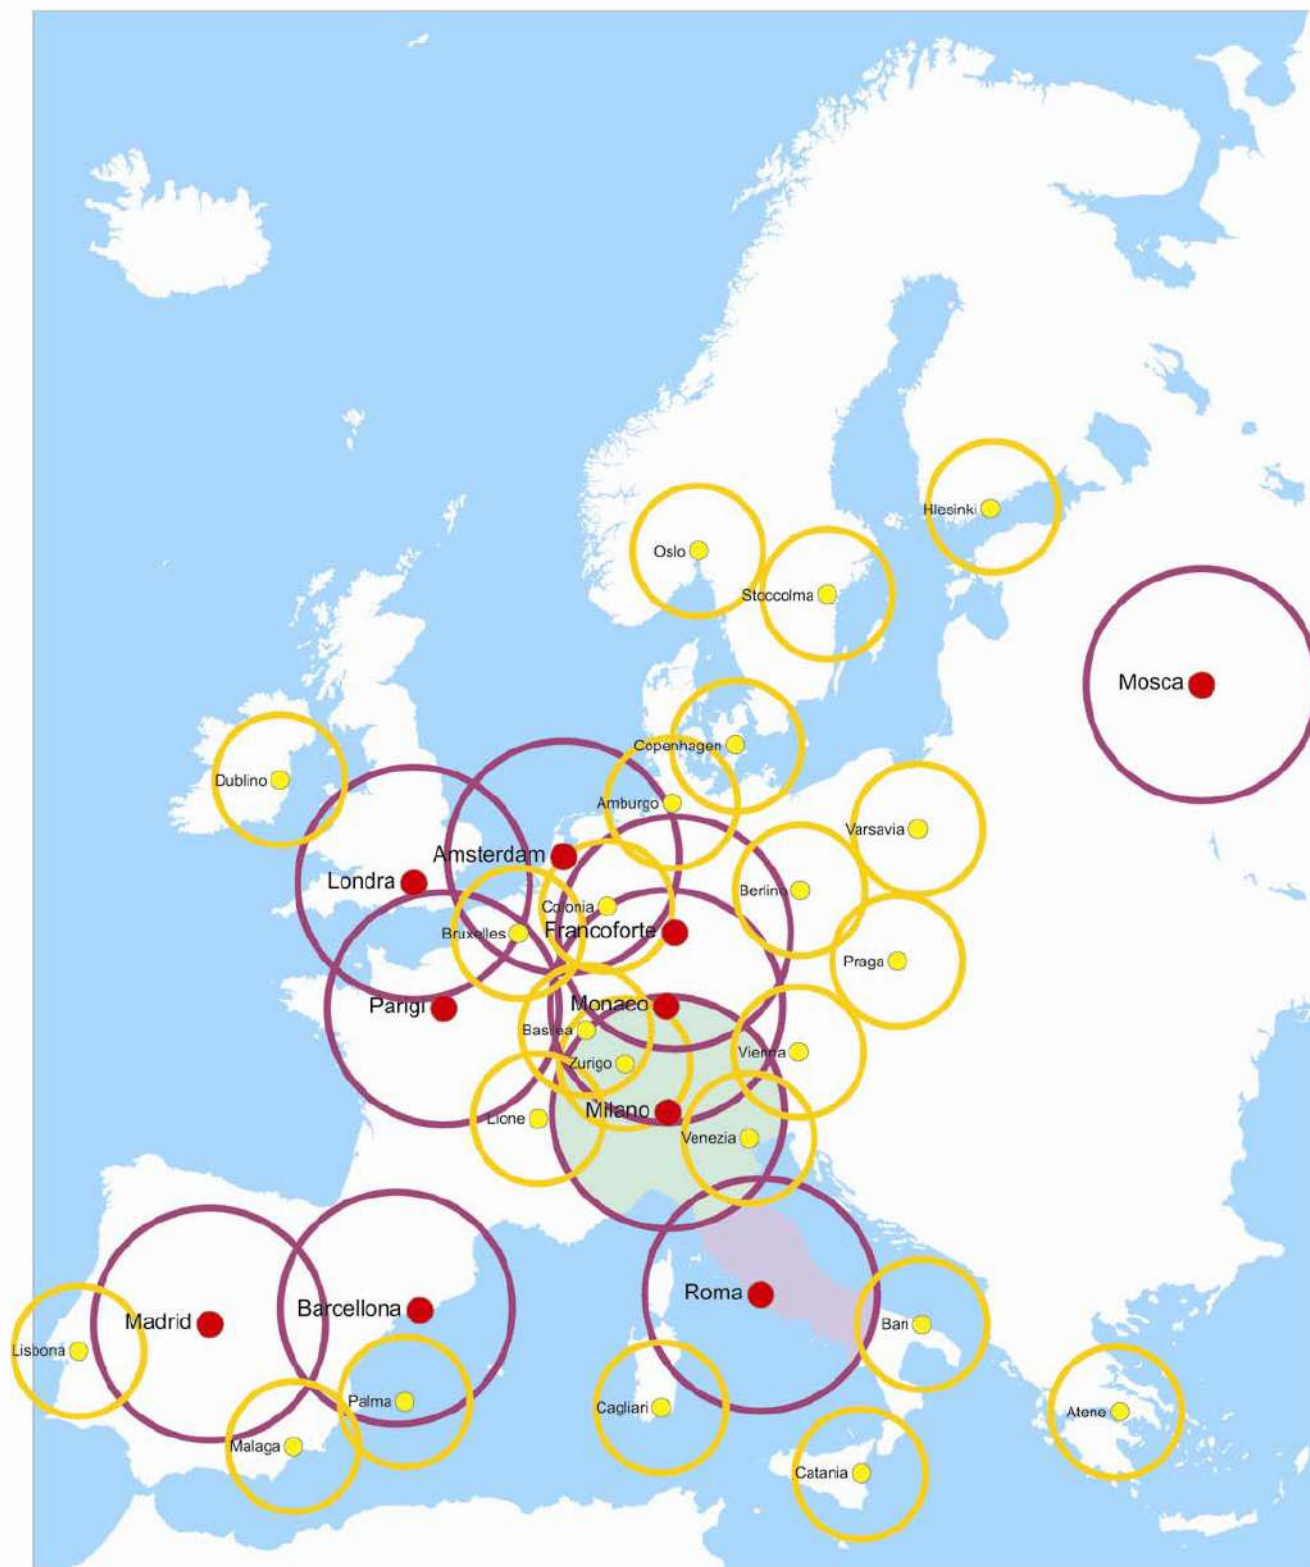 Hlesinki
Oslo
Stoccolma
Mosca
Copenhagen
Dublino
Amburgo
Varsavia
Amsterdam
Londra
Berlino
Colonia
Bruxelles
Francoforte
Praga
Parigi
Monaco
Basilea
Vienna
Zurigo
Milano
Lione
Venezia
Roma
Barcellona
Madrid
Bari
Lisbona
Palma
Cagliari
Atene
Malaga
Catania